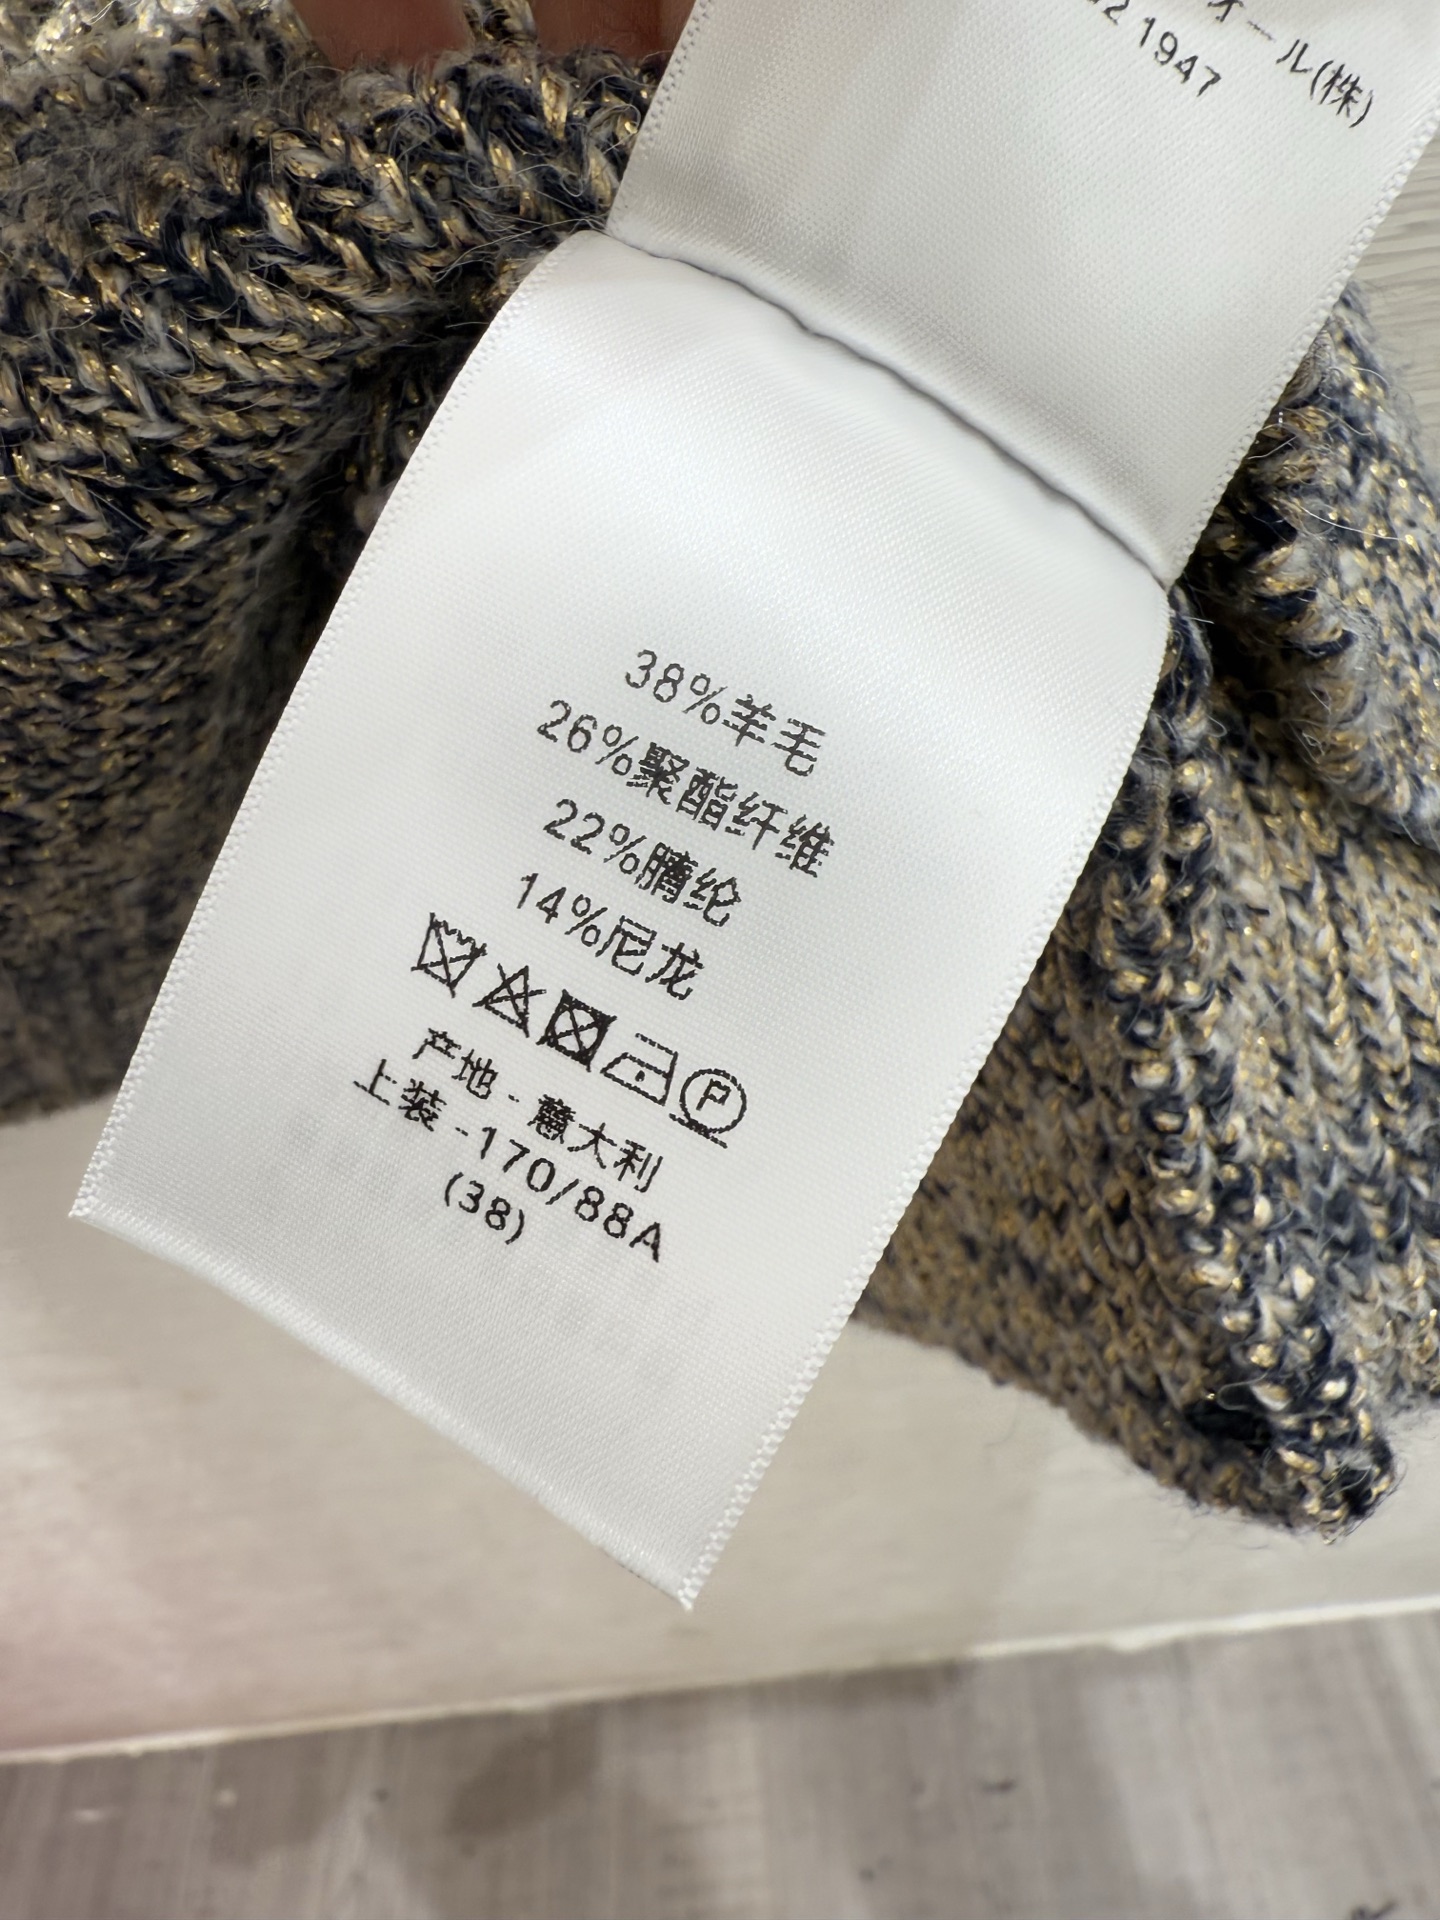 オール(株)
1947
38%羊毛
26%聚酯纤维
22%腈纶
14%尼龙
P
产地 - 意大利
上装 -170/88A
(38)